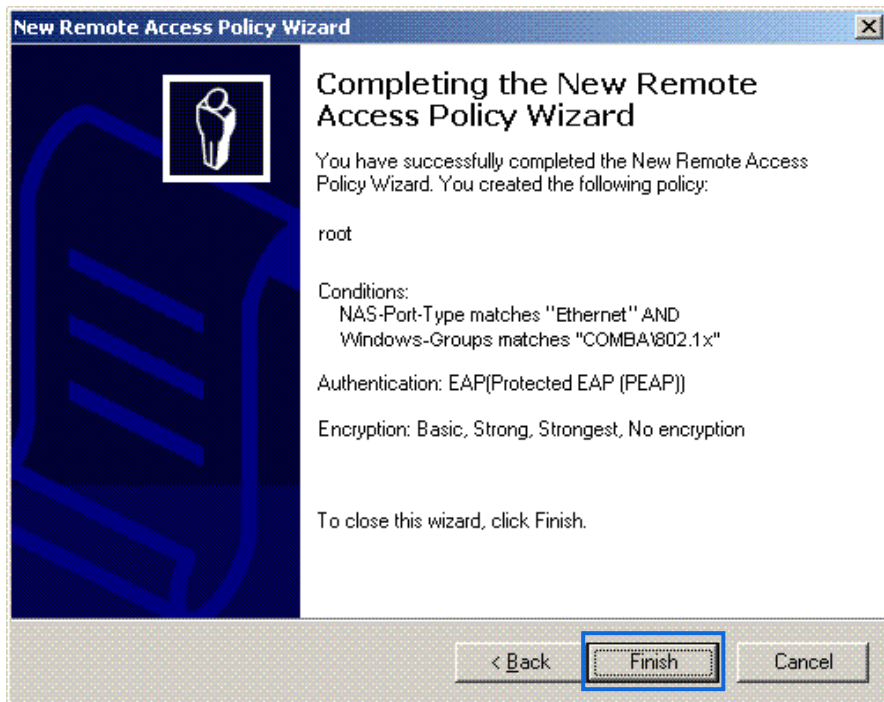 New Remote Access Policy Wizard
Completing the New Remote
Access Policy Wizard
You have successfully completed the New Remote Access
Policy Wizard. You created the following policy:
root
Conditions:
NAS-Port-Type matches "Ethernet" AND
Windows-Groups matches "COMBA\802.1x"
Authentication: EAP(Protected EAP (PEAP))
Encryption: Basic, Strong, Strongest, No encryption
To close this wizard, click Finish.
< Back Finish Cancel